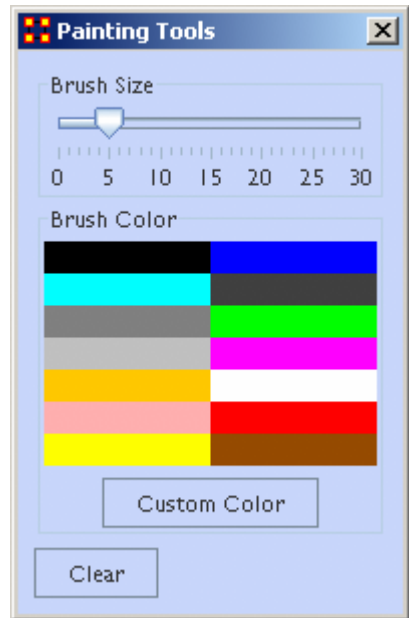 Painting Tools
Brush Size
0 5 10 15 20 25 30
Brush Color
Custom Color
Clear